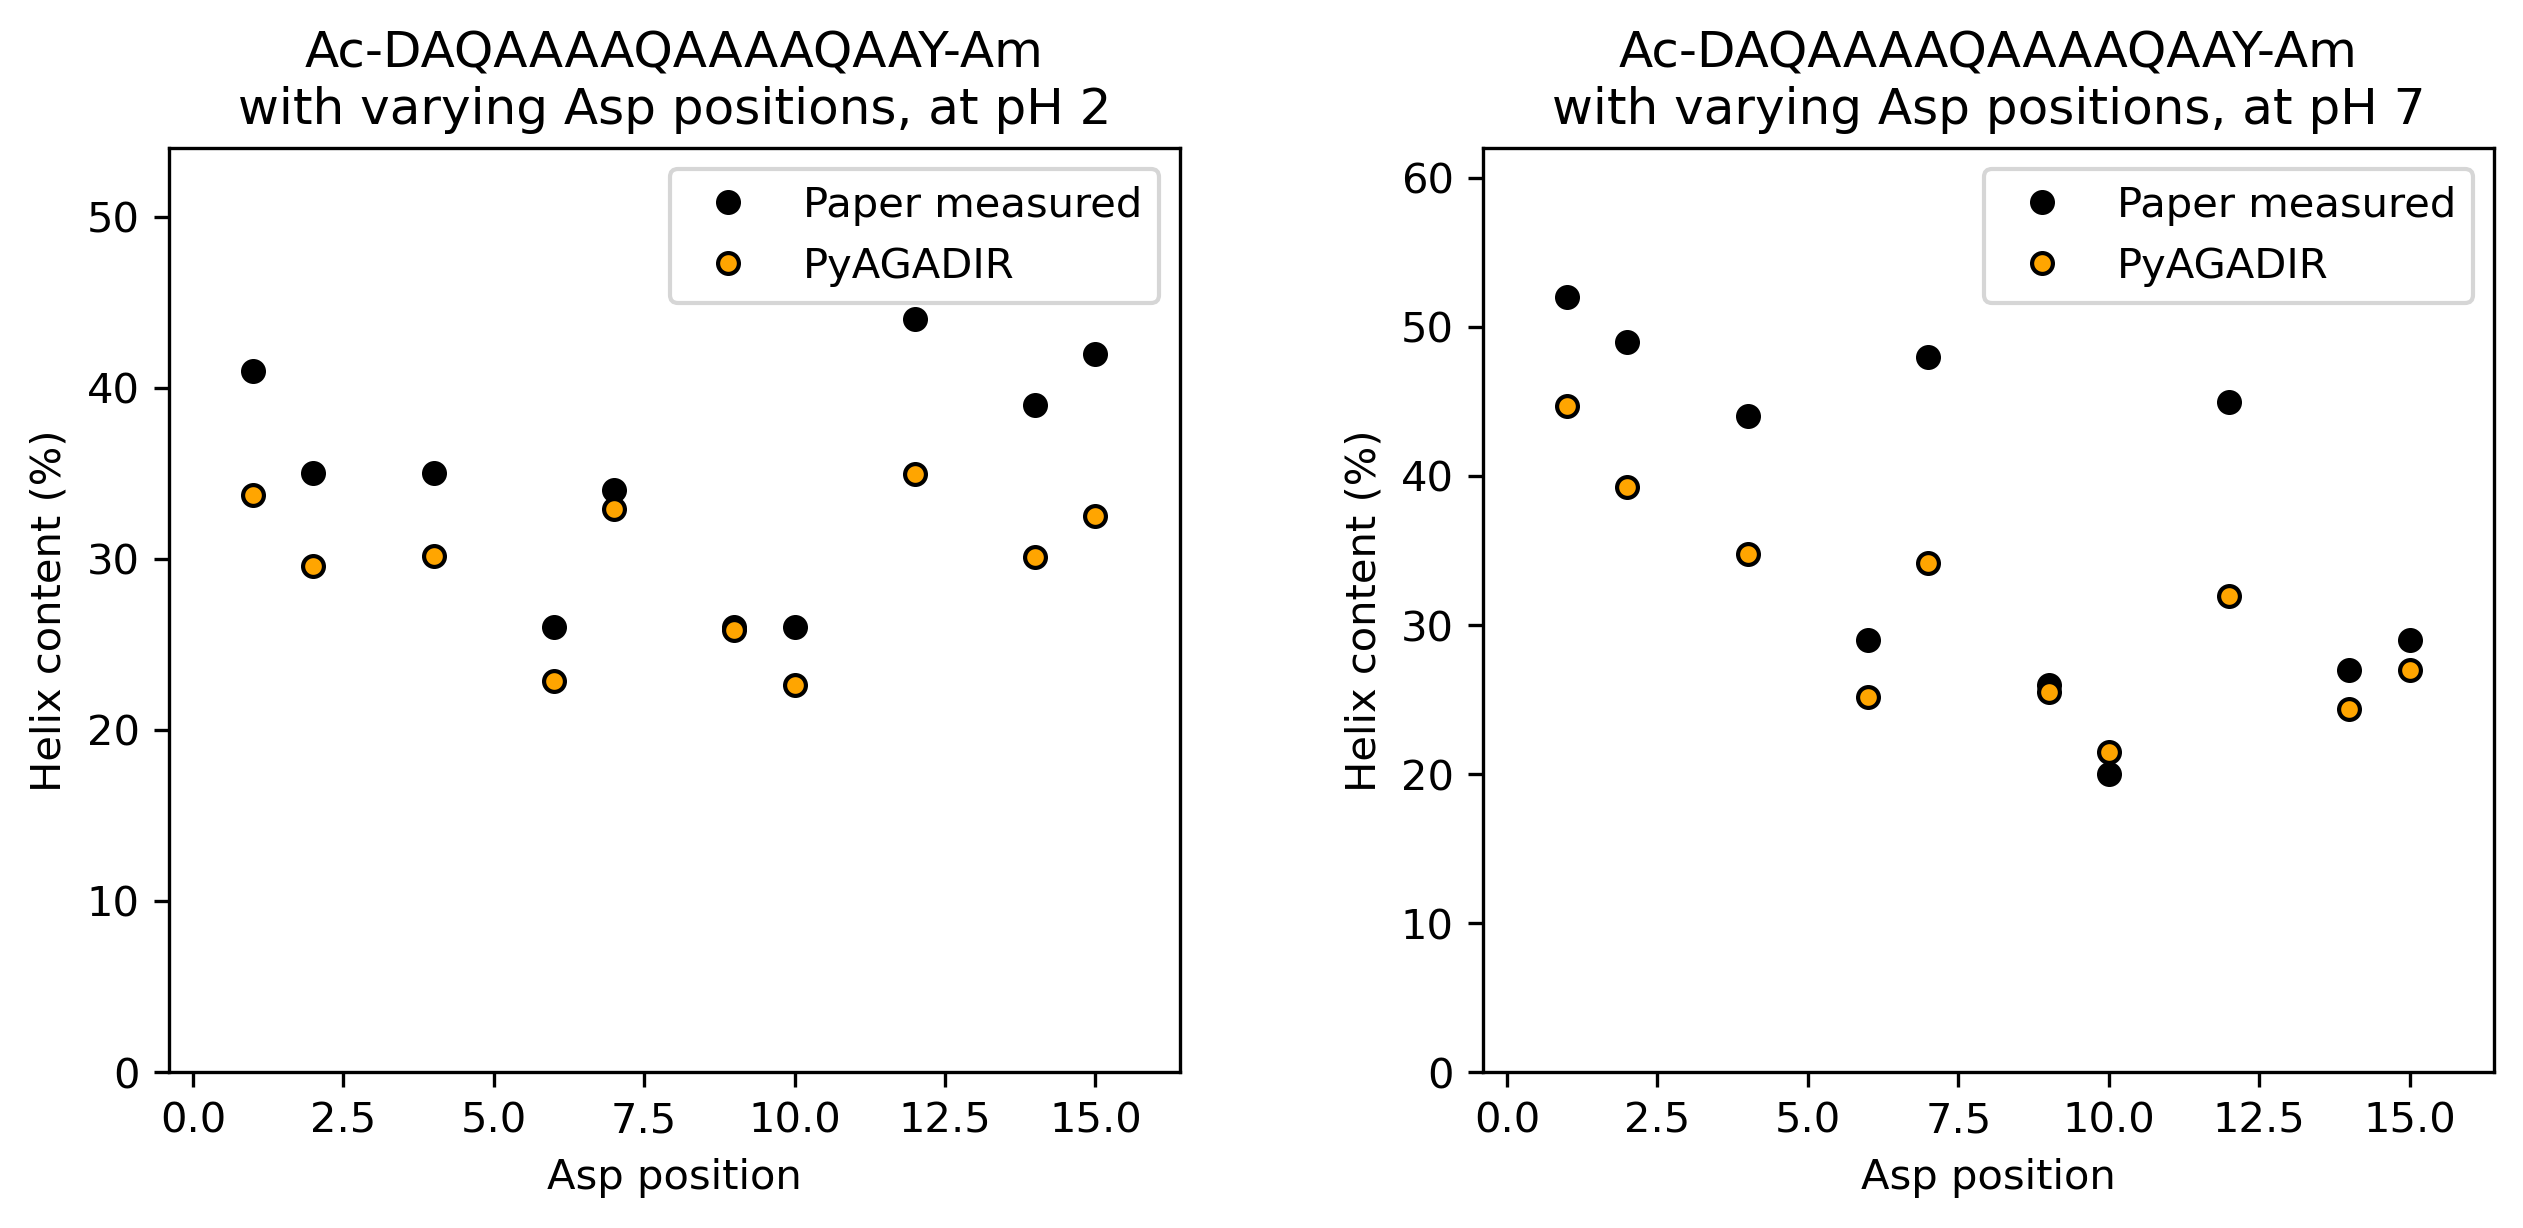 Ac-DAQAAAAQAAAAQAAY-Am
with varying Asp positions, at pH 2
Paper measured
PyAGADIR
Helix content (%)
50
40
30
20
10
0
0.0 2.5 5.0 7.5 10.0 12.5 15.0
Asp position
Ac-DAQAAAAQAAAAQAAY-Am
with varying Asp positions, at pH 7
Paper measured
PyAGADIR
Helix content (%)
60
50
40
30
20
10
0
0.0 2.5 5.0 7.5 10.0 12.5 15.0
Asp position